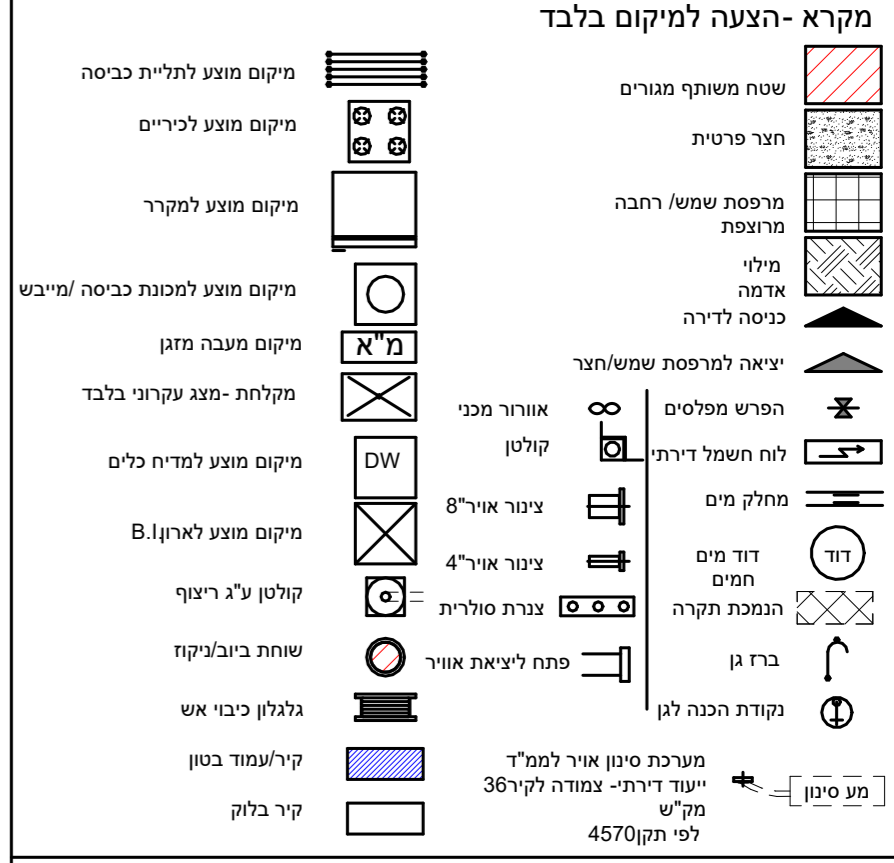 מקרא -הצעה למיקום בלבד
שטח משותף מגורים
חצר פרטית
מרפסת שמש/ רחבה
מרוצפת
מילוי
אדמה
כניסה לדירה
יציאה למרפסת שמש/חצר
הפרש מפלסים
לוח חשמל דירתי
מחלק מים
דוד מים
חמים
דוד
הנמכת תקרה
ברז גן
נקודת הכנה לגן
אוורור מכני
קולטן
צינור אויר"8
צינור אויר"4
צנרת סולרית
פתח ליציאת אוויר
מערכת סינון אויר לממ"ד
ייעוד דירתי- צמודה לקיר36
מק"ש
לפי תקן4570
מע סינון
מיקום מוצע לתליית כביסה
מיקום מוצע לכיריים
מיקום מוצע למקרר
מיקום מוצע למכונת כביסה /מייבש
מיקום מעבה מזגן
מ"א
מקלחת -מצג עקרוני בלבד
מיקום מוצע למדיח כלים
DW
מיקום מוצע לארון B.I.
קולטן ע"ג ריצוף
שוחת ביוב/ניקוז
גלגלון כיבוי אש
קיר/עמוד בטון
קיר בלוק